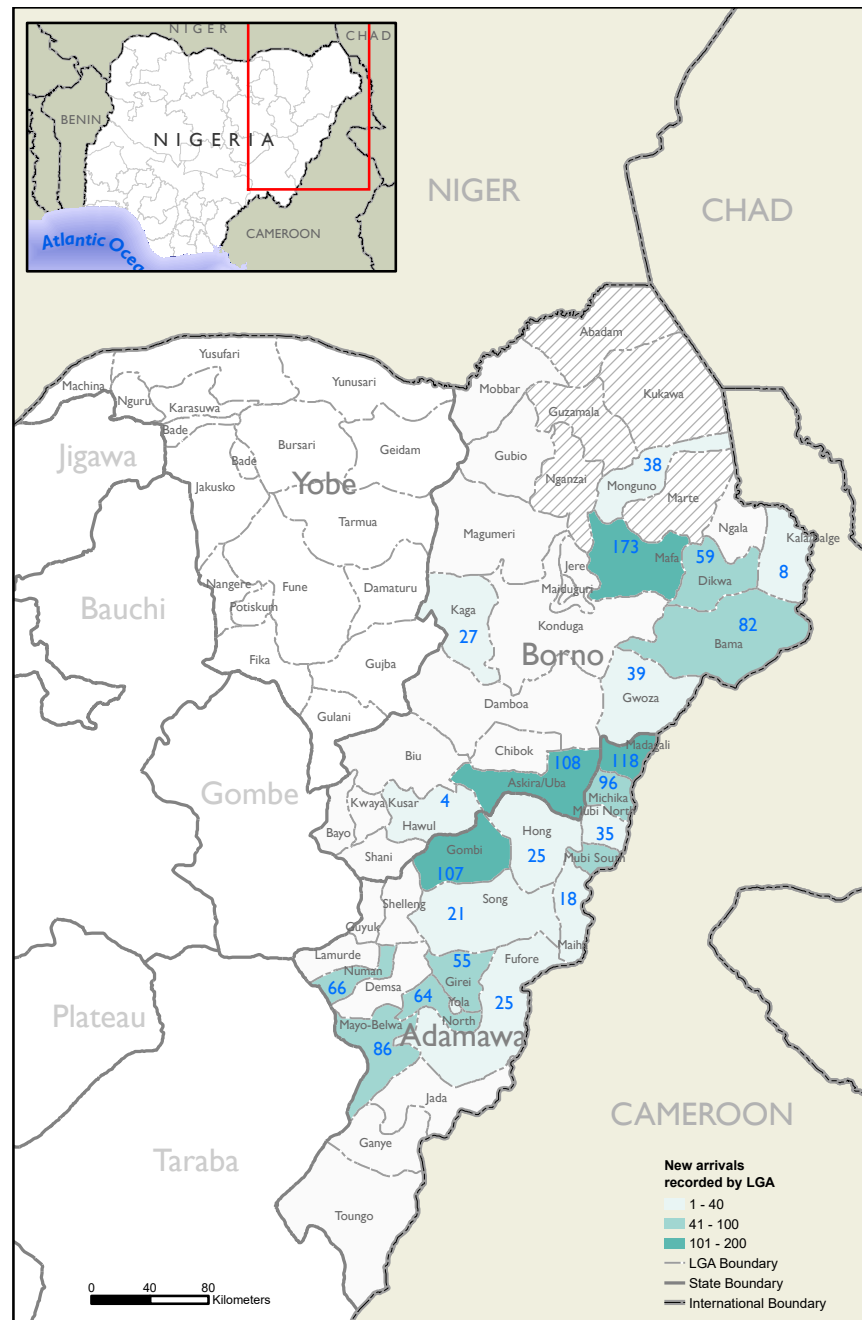 NIGER
CHAD
BENIN
NIGERIA
CAMEROON
Atlantic Ocea
NIGER
CHAD
Abadam
Yusufari
Machina
Yunusari
Mobbar
Kukawa
Nguru
Karasuwa
Guzamala
Bade
Bursari
Geidam
Gubio
Jigawa
Bade
38
Yobe
Nganzai
Monguno
Jakusko
Marte
Tarmua
Magumeri
Ngala
Kala/Balge
173
Mafa
59
Jere
8
Nangere
Fune
Damaturu
Dikwa
Maiduguri
Potiskum
Kaga
Bauchi
Konduga
82
27
Bama
Borno
Fika
Gujba
39
Gwoza
Damboa
Gulani
Madagali
Chibok
108
118
Biu
Askira/Uba
96
Gombe
4
Michika
Kwaya Kusar
Mubi North
Bayo
Hawul
Hong
35
Gombi
25
Mubi South
Shani
107
18
Shelleng
Song
21
Guyuk
Maiha
Lamurde
55
Fufore
Numan
Girei
66
Demsa
64
25
Yola
Plateau
North
Mayo-Belwa
Adamawa
86
Jada
CAMEROON
Ganye
Taraba
Toungo
New arrivals
recorded by LGA
1 - 40
41 - 100
101 - 200
LGA Boundary
State Boundary
International Boundary
0 40 80
Kilometers